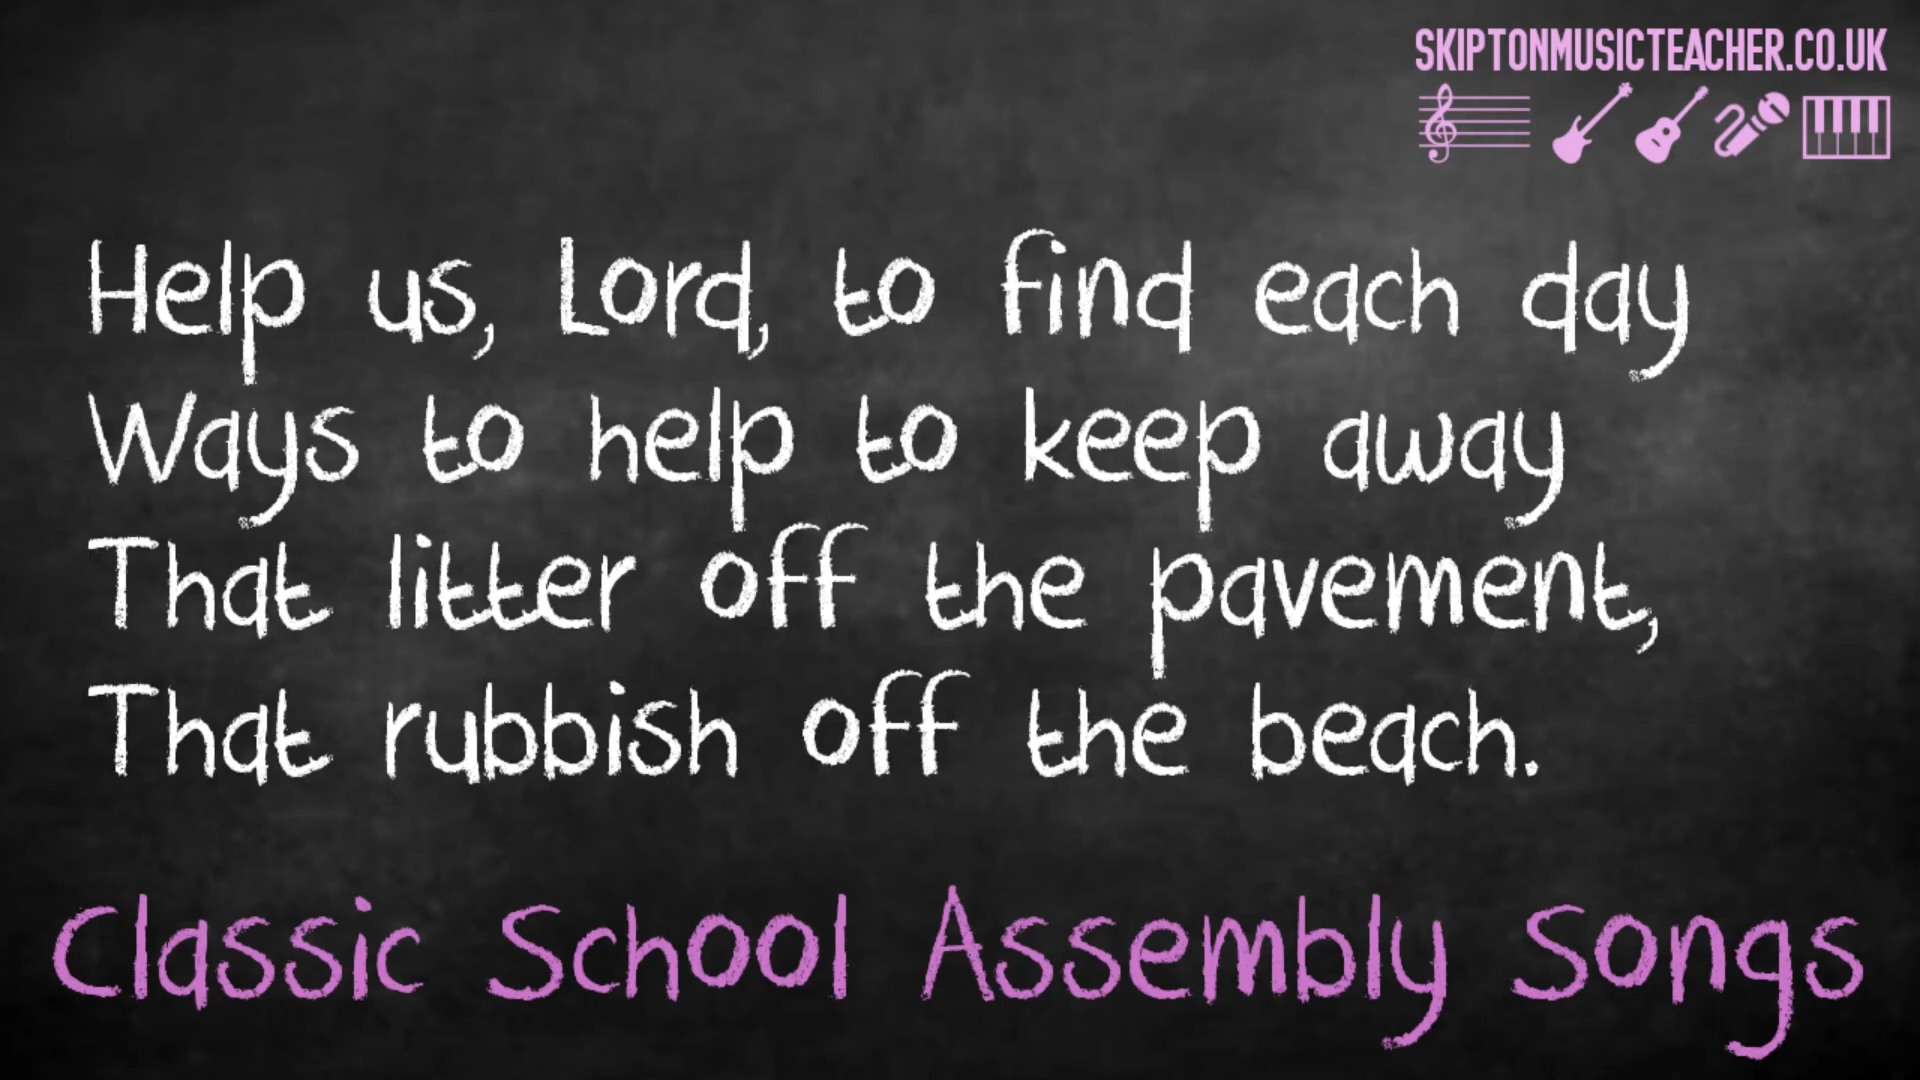 SKIPTONMUSICTEACHER.CO.UK
Help us, Lord, to find each day
Ways to help to keep away
That litter off the pavement,
That rubbish off the beach.
Classic School Assembly Songs